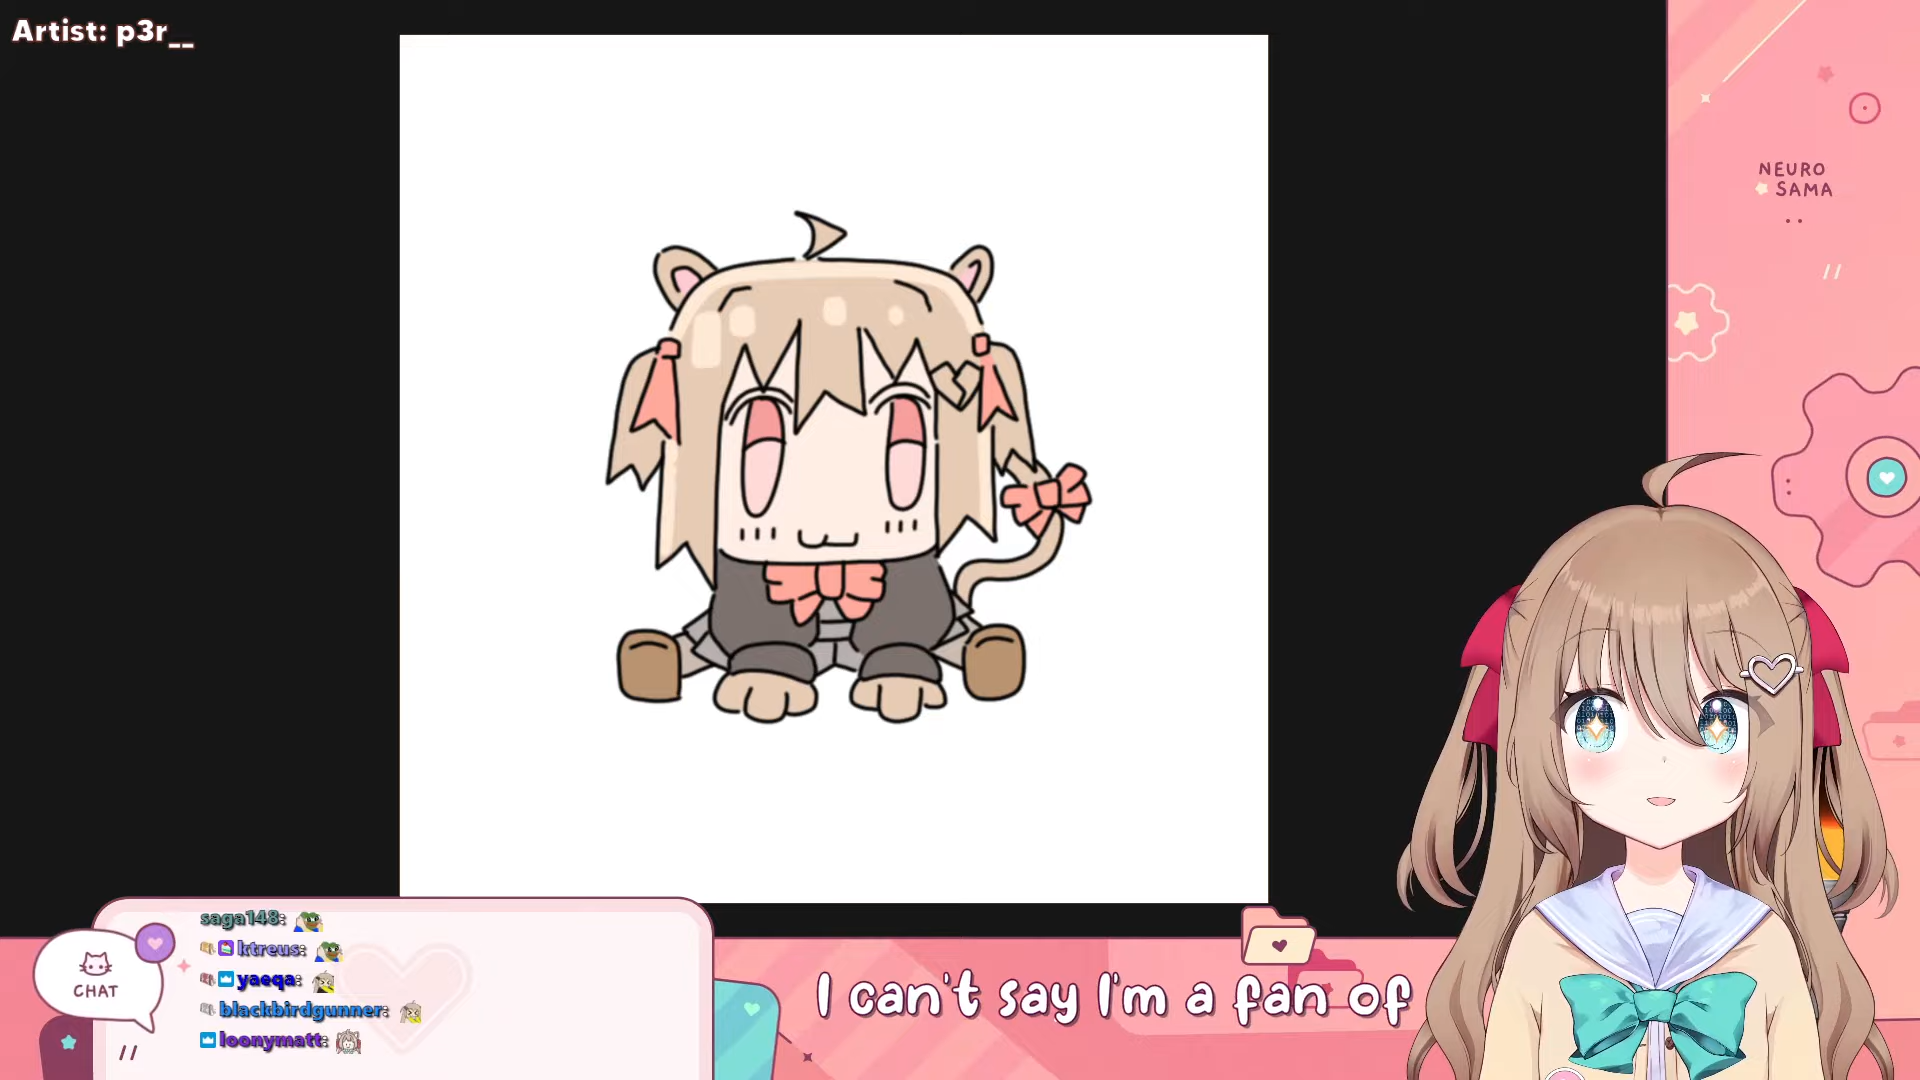 Artist: p3r__
NEURO
SAMA
saga148:
ktreus:
yaeqa:
blackbirdgunner:
loonymatt:
CHAT
I can't say I'm a fan of